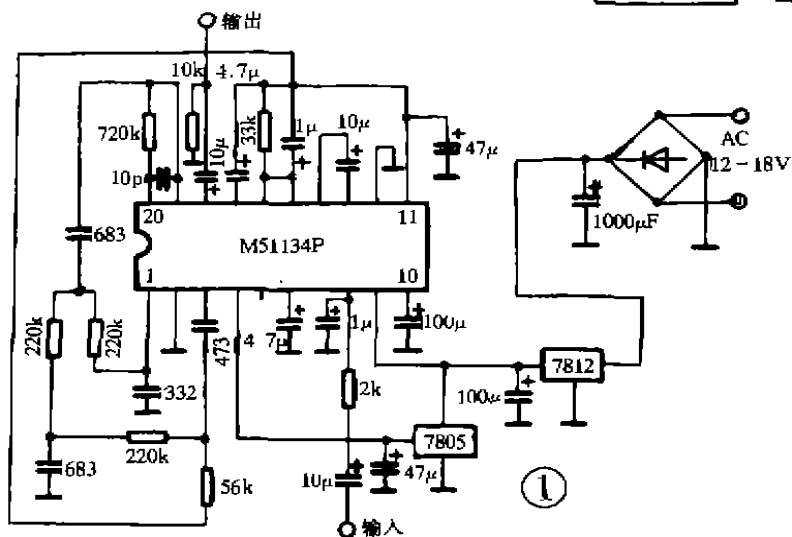 输出
10k
4.7μ
720k
10μ
33k
1μ
10μ
47μ
10p
AC
12-18V
1000μF
20
11
M51134P
1
10
683
220k
220k
332
473
4
7μ
1μ
100μ
2k
7812
100μ
7805
683
220k
56k
10μ
47μ
输入
①